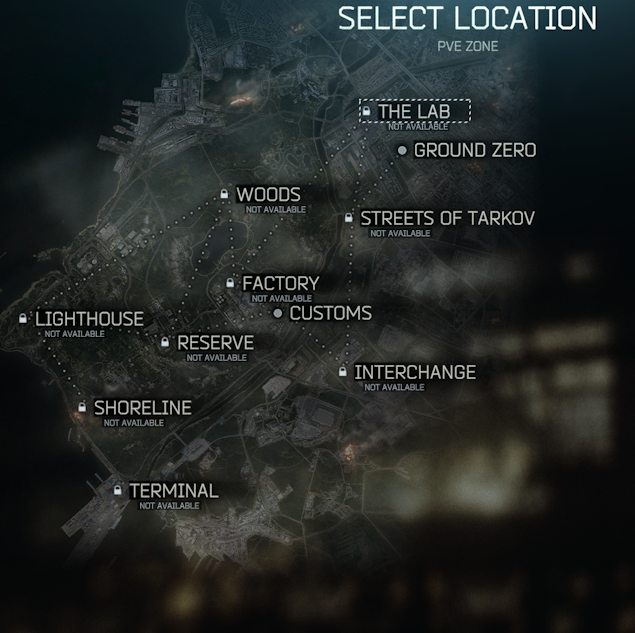 SELECT LOCATION
PVE ZONE
THE LAB
NOT AVAILABLE
GROUND ZERO
WOODS
NOT AVAILABLE
STREETS OF TARKOV
NOT AVAILABLE
FACTORY
NOT AVAILABLE
CUSTOMS
LIGHTHOUSE
NOT AVAILABLE
RESERVE
NOT AVAILABLE
INTERCHANGE
NOT AVAILABLE
SHORELINE
NOT AVAILABLE
TERMINAL
NOT AVAILABLE